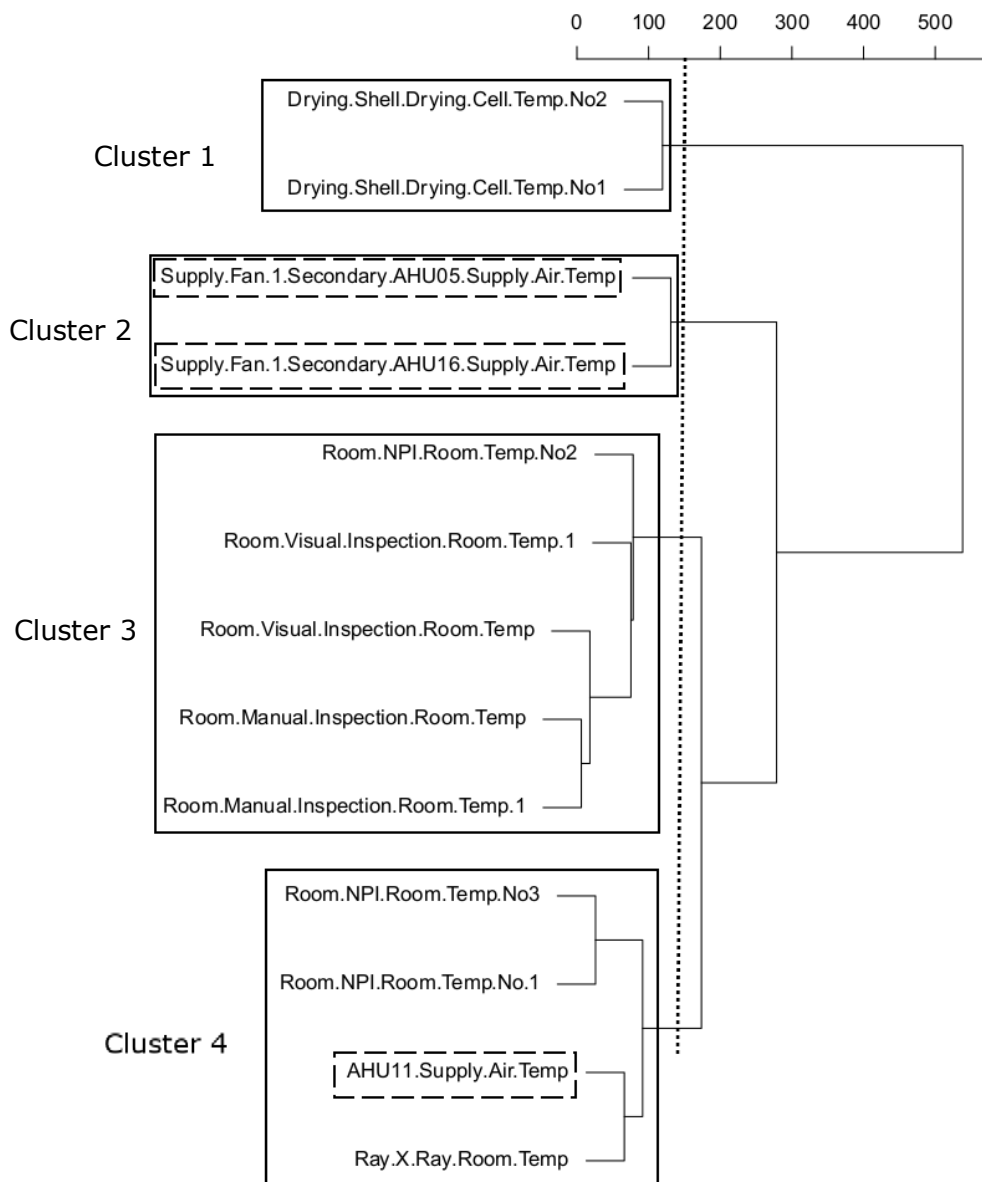 0 100 200 300 400 500
Drying.Shell.Drying.Cell.Temp.No2
Cluster 1
Drying.Shell.Drying.Cell.Temp.No1
Supply.Fan.1.Secondary.AHU05.Supply.Air.Temp
Cluster 2
Supply.Fan.1.Secondary.AHU16.Supply.Air.Temp
Room.NPI.Room.Temp.No2
Room.Visual.Inspection.Room.Temp.1
Cluster 3
Room.Visual.Inspection.Room.Temp
Room.Manual.Inspection.Room.Temp
Room.Manual.Inspection.Room.Temp.1
Room.NPI.Room.Temp.No3
Room.NPI.Room.Temp.No.1
Cluster 4
AHU11.Supply.Air.Temp
Ray.X.Ray.Room.Temp